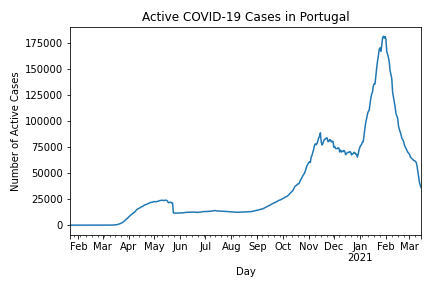 Active COVID-19 Cases in Portugal
Number of Active Cases
175000
150000
125000
100000
75000
50000
25000
0
Feb Mar Apr May Jun Jul Aug Sep Oct Nov Dec Jan Feb Mar
2021
Day